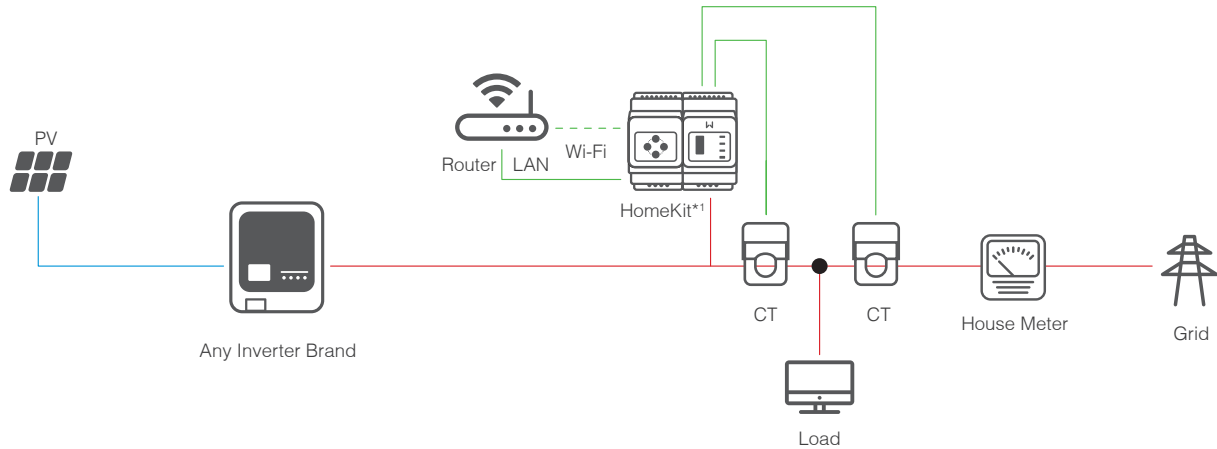 PV
Router
LAN
Wi-Fi
HomeKit*¹
Any Inverter Brand
CT
CT
House Meter
Grid
Load